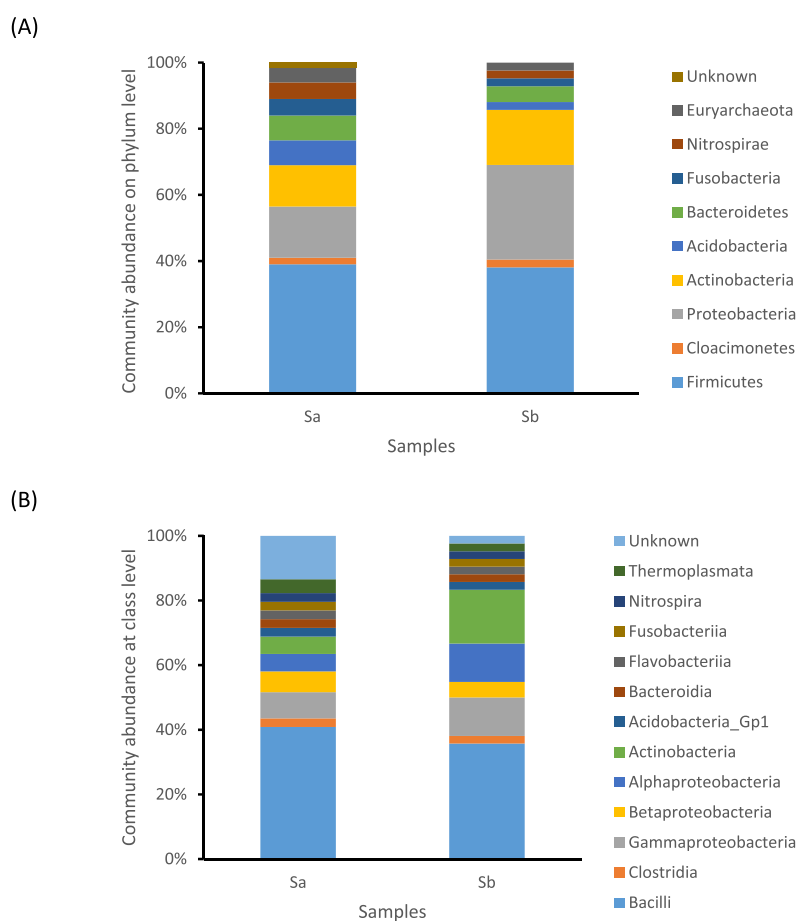 (A)
Community abundance on phylum level
100%
80%
60%
40%
20%
0%
Sa
Sb
Samples
Unknown
Euryarchaeota
Nitrospirae
Fusobacteria
Bacteroidetes
Acidobacteria
Actinobacteria
Proteobacteria
Cloacimonetes
Firmicutes
(B)
Community abundance at class level
100%
80%
60%
40%
20%
0%
Sa
Sb
Samples
Unknown
Thermoplasmata
Nitrospira
Fusobacteriia
Flavobacteriia
Bacteroidia
Acidobacteria_Gp1
Actinobacteria
Alphaproteobacteria
Betaproteobacteria
Gammaproteobacteria
Clostridia
Bacilli